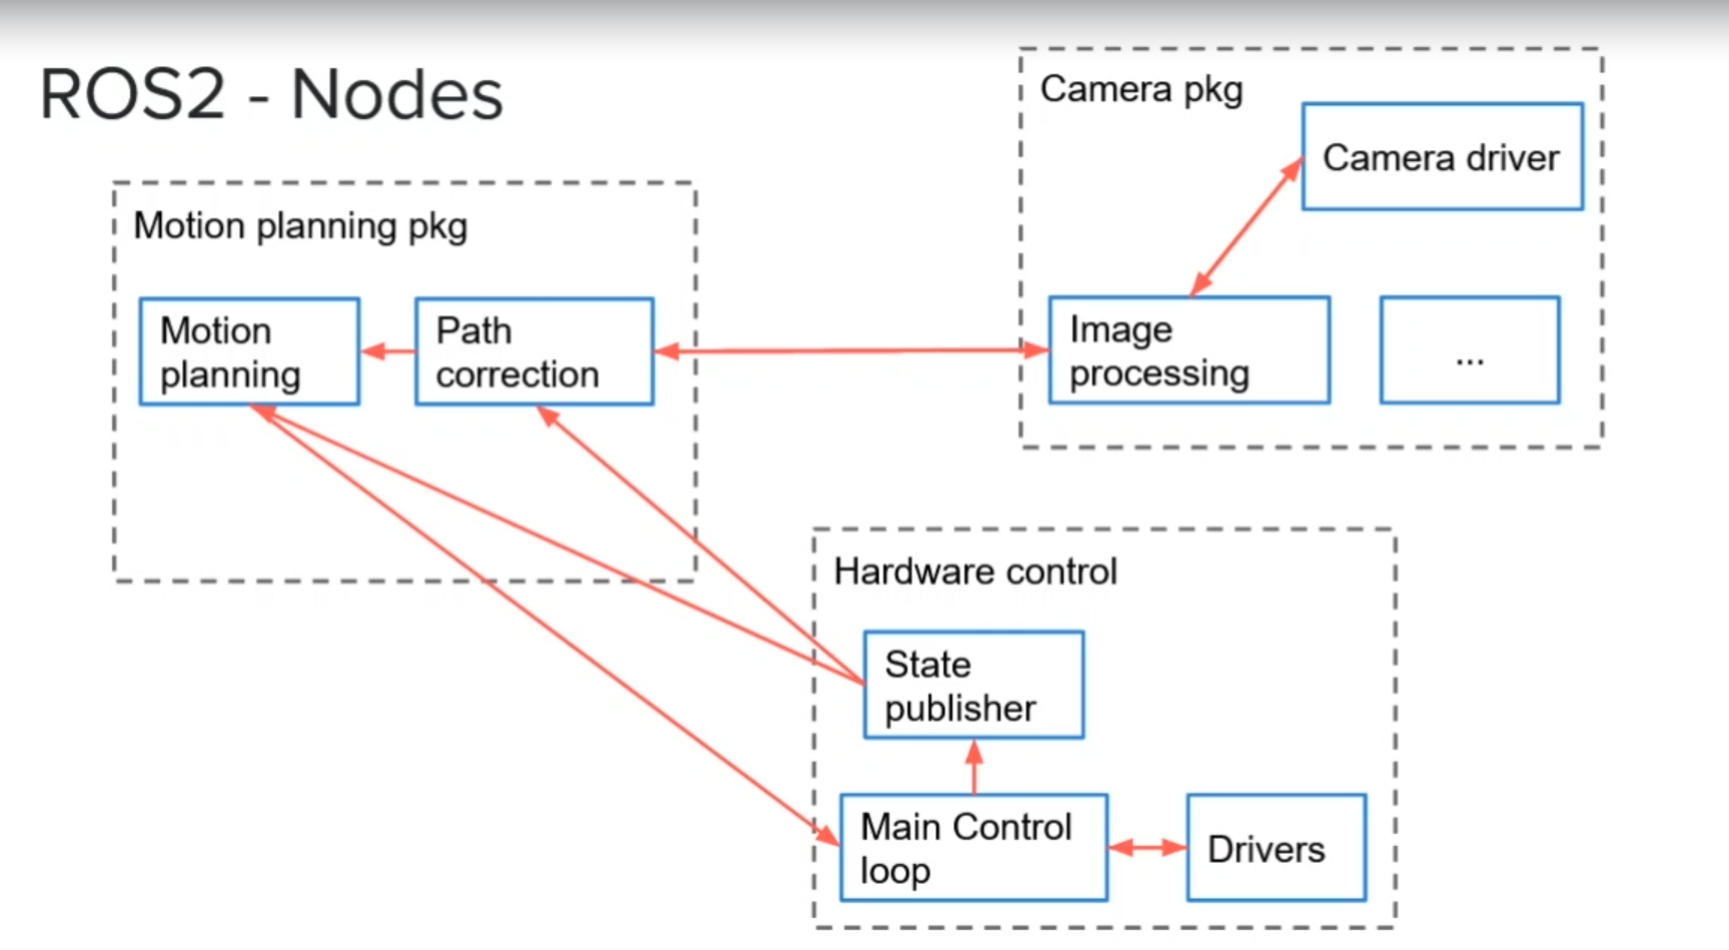 ROS2 - Nodes
Motion planning pkg
Motion
planning
Path
correction
Camera pkg
Camera driver
Image
processing
...
Hardware control
State
publisher
Main Control
loop
Drivers